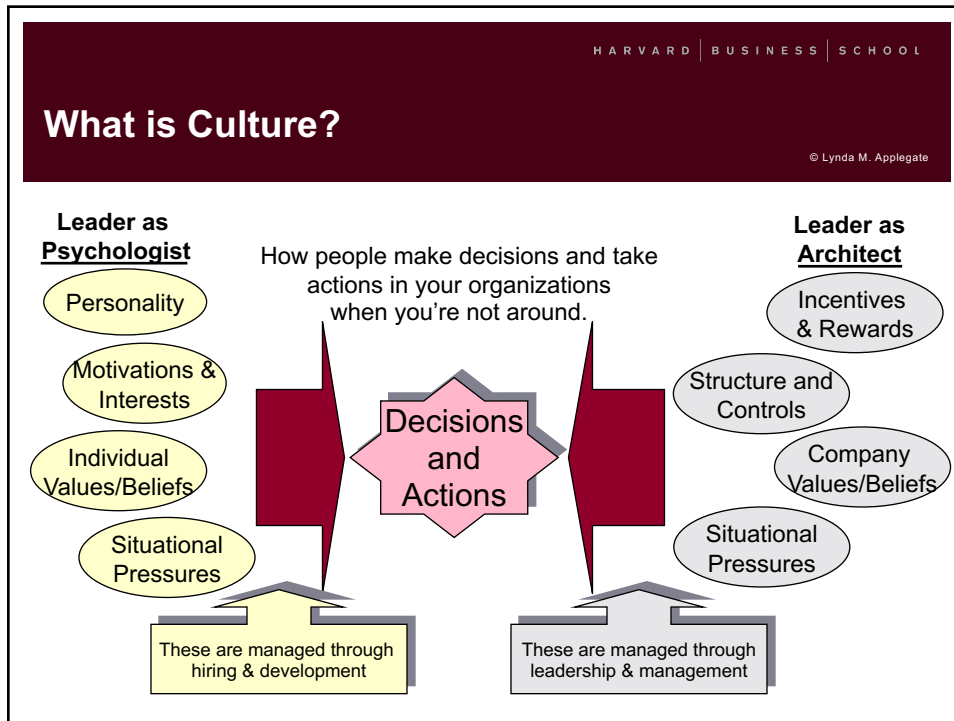 HARVARD | BUSINESS | SCHOOL
What is Culture?
© Lynda M. Applegate
Leader as
Psychologist
Personality
Motivations &
Interests
Individual
Values/Beliefs
Situational
Pressures
These are managed through
hiring & development
How people make decisions and take
actions in your organizations
when you’re not around.
Decisions
and
Actions
Leader as
Architect
Incentives
& Rewards
Structure and
Controls
Company
Values/Beliefs
Situational
Pressures
These are managed through
leadership & management